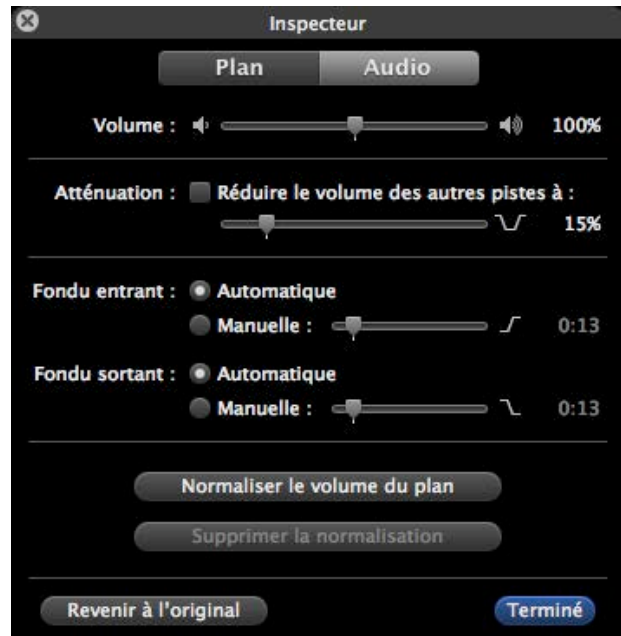 Inspecteur
Plan Audio
Volume : 100%
Atténuation : Réduire le volume des autres pistes à :
15%
Fondu entrant : Automatique
Manuelle : 0:13
Fondu sortant : Automatique
Manuelle : 0:13
Normaliser le volume du plan
Supprimer la normalisation
Revenir à l'original Terminé